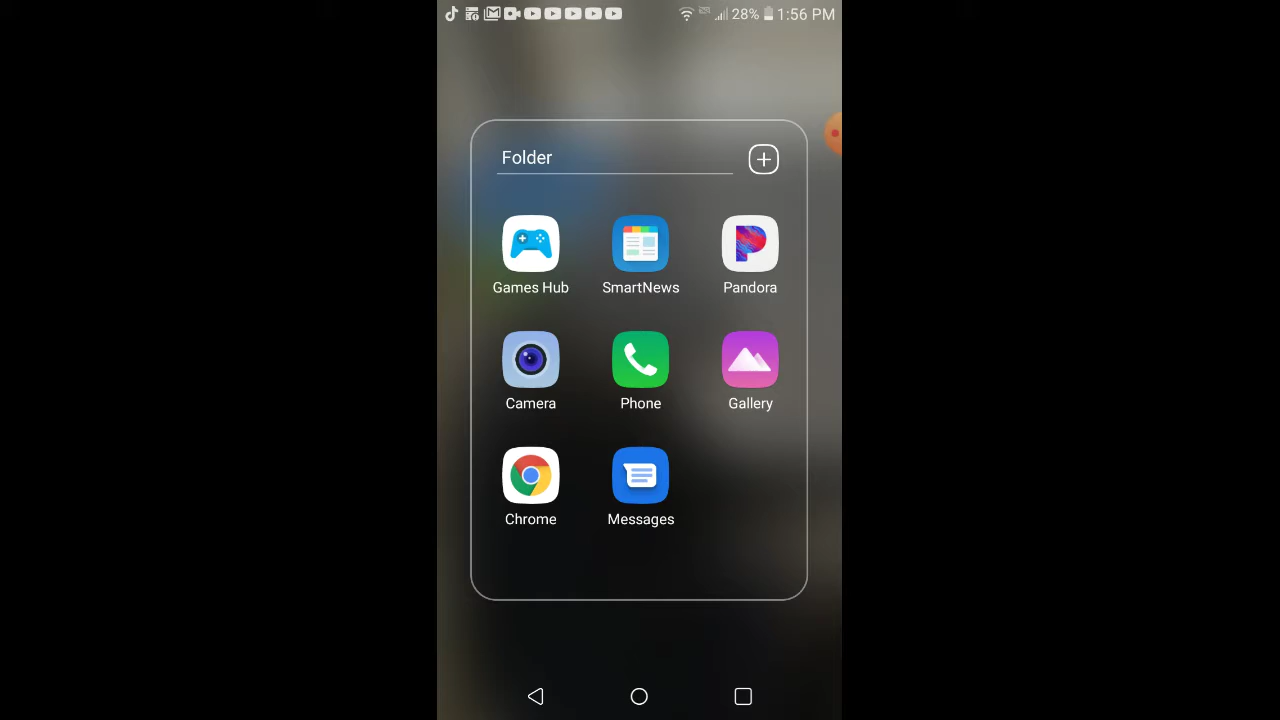 28% 1:56 PM
Folder
Games Hub SmartNews Pandora
Camera Phone Gallery
Chrome Messages